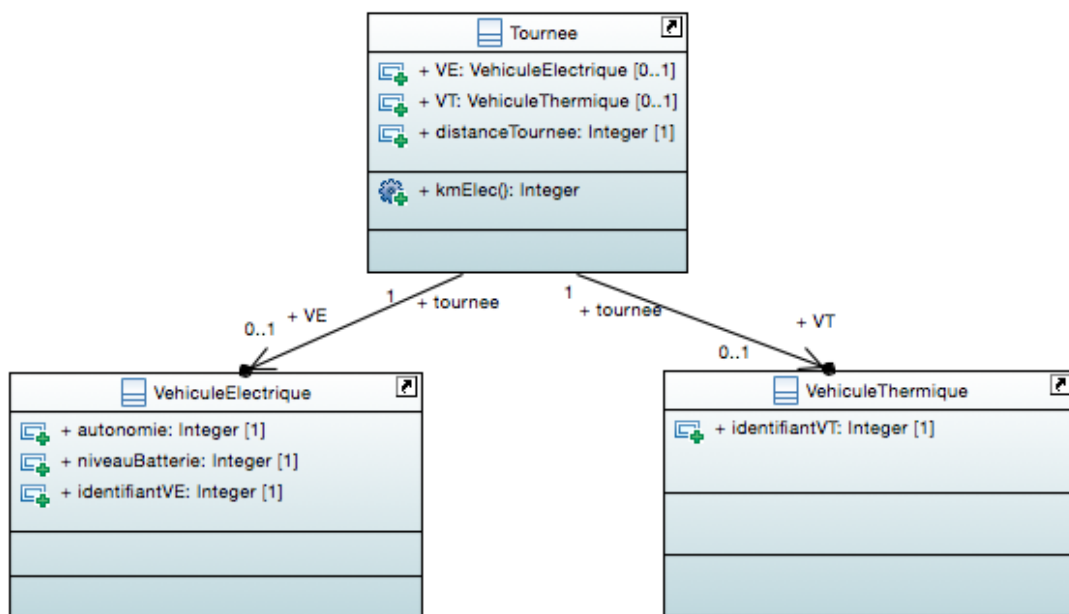 Tournee
+ VE: VehiculeElectrique [0..1]
+ VT: VehiculeThermique [0..1]
+ distanceTournee: Integer [1]
+ kmElec(): Integer
1
+ tournee
1
+ tournee
+ VE
0..1
+ VT
0..1
VehiculeElectrique
+ autonomie: Integer [1]
+ niveauBatterie: Integer [1]
+ identifiantVE: Integer [1]
VehiculeThermique
+ identifiantVT: Integer [1]